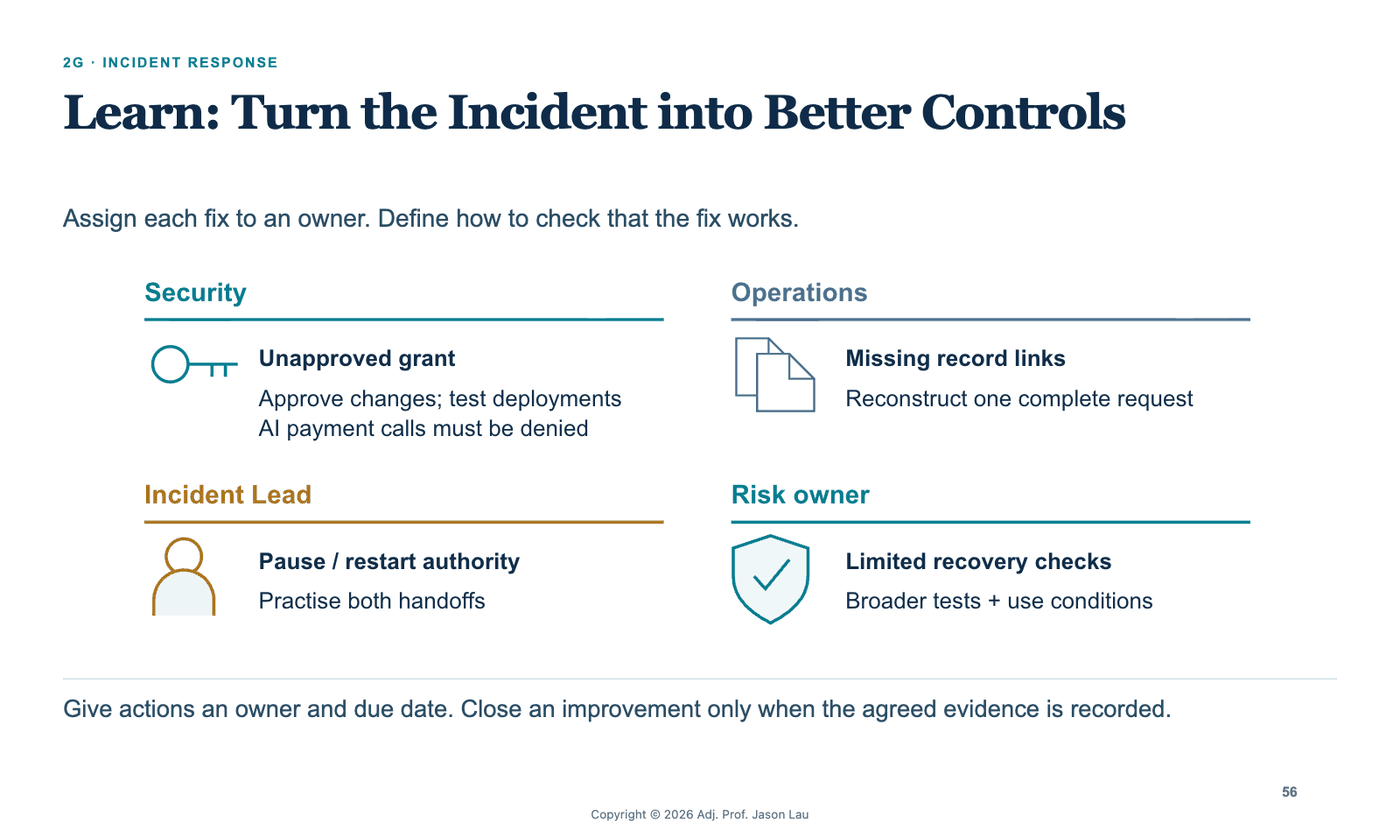 2G · INCIDENT RESPONSE
Learn: Turn the Incident into Better Controls
Assign each fix to an owner. Define how to check that the fix works.
Security
Unapproved grant
Approve changes; test deployments
AI payment calls must be denied
Operations
Missing record links
Reconstruct one complete request
Incident Lead
Pause / restart authority
Practise both handoffs
Risk owner
Limited recovery checks
Broader tests + use conditions
Give actions an owner and due date. Close an improvement only when the agreed evidence is recorded.
56
Copyright © 2026 Adj. Prof. Jason Lau